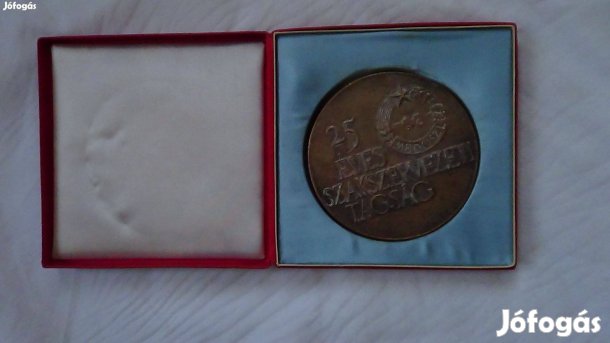 Jófogás
25
ÉVES
SZAKSZERVEZETI
TAGSÁG
Jófogás